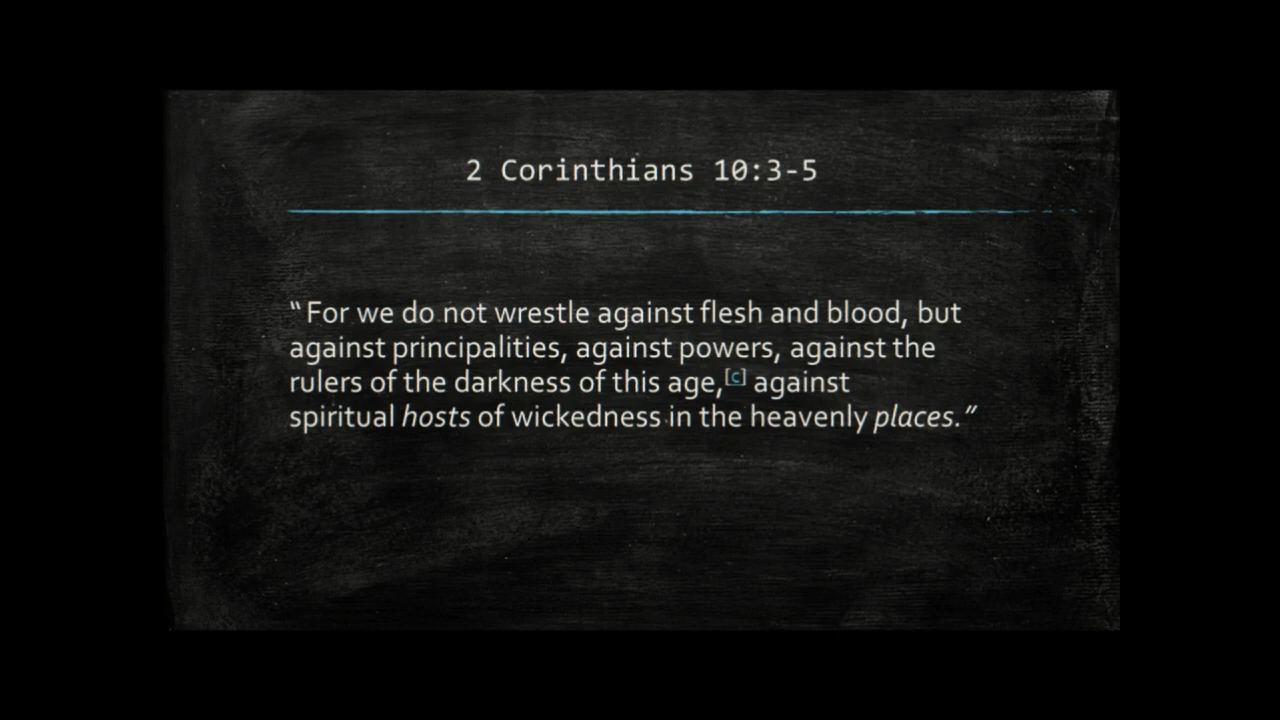 2 Corinthians 10:3-5
“ For we do not wrestle against flesh and blood, but
against principalities, against powers, against the
rulers of the darkness of this age,[c] against
spiritual hosts of wickedness in the heavenly places.”